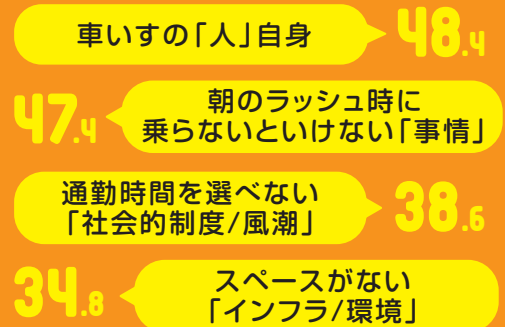 車いすの「人」自身
48.4
47.4
朝のラッシュ時に
乗らないといけない「事情」
通勤時間を選べない
「社会的制度/風潮」
38.6
34.8
スペースがない
「インフラ/環境」